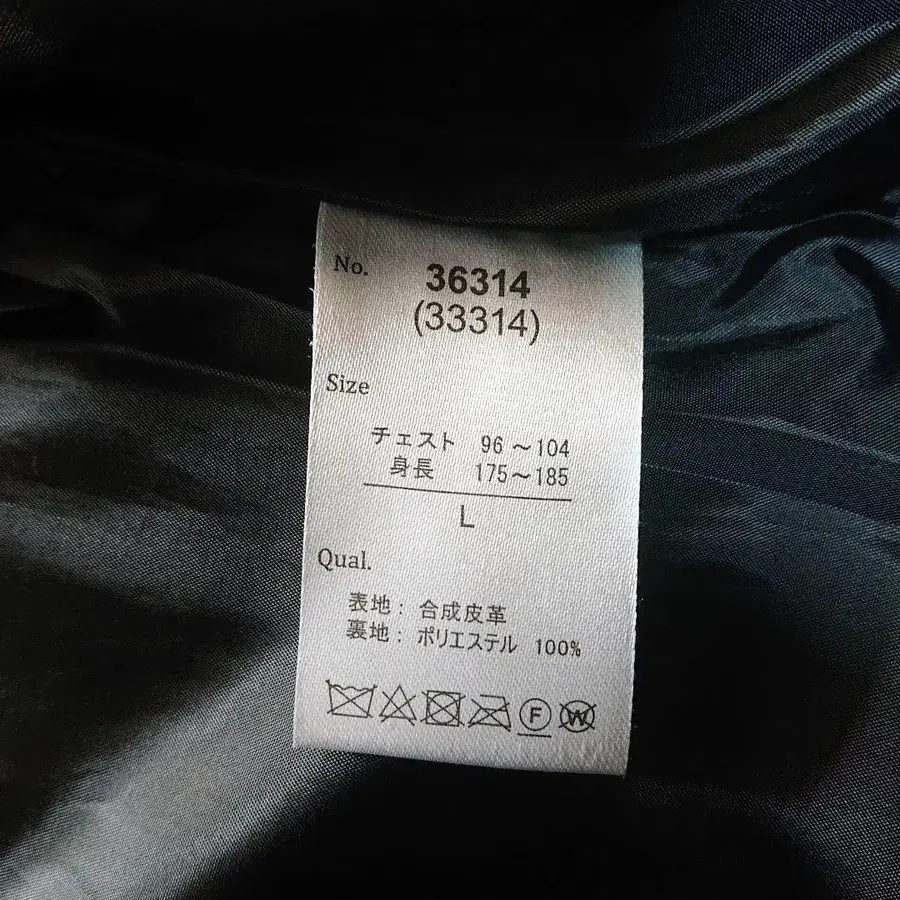 No. 36314
(33314)
Size
チェスト 96～104
身長 175～185
L
Qual.
表地： 合成皮革
裏地： ポリエステル 100%
F W